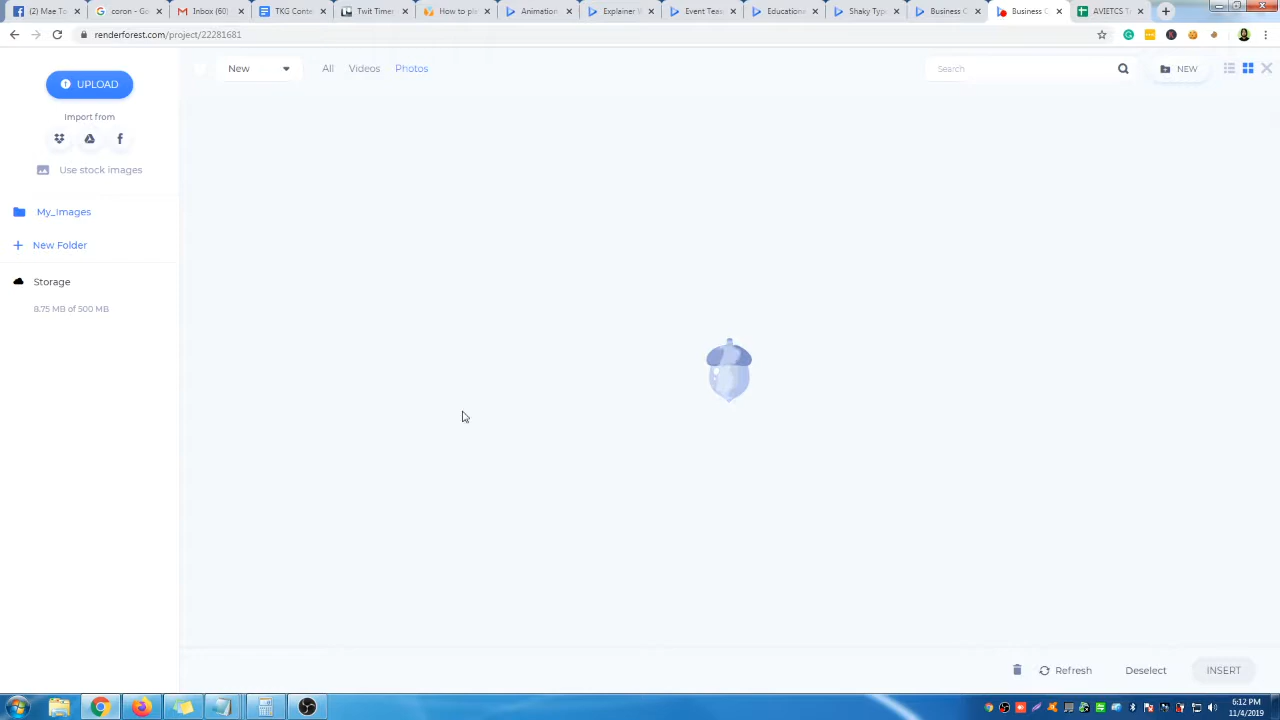 (2) Mae To
coron - Go
Inbox (60)
TKG Conte
Twit Timer
How to pl
Animation
Explainer V
Event Teas
Educatione
Shaky Typ
Business C
Business C
AVIETCS Ta
renderforest.com/project/22281681
UPLOAD
Import from
Use stock images
My_Images
New Folder
Storage
8.75 MB of 500 MB
New
All
Videos
Photos
Search
NEW
Refresh
Deselect
INSERT
6:12 PM
11/4/2019